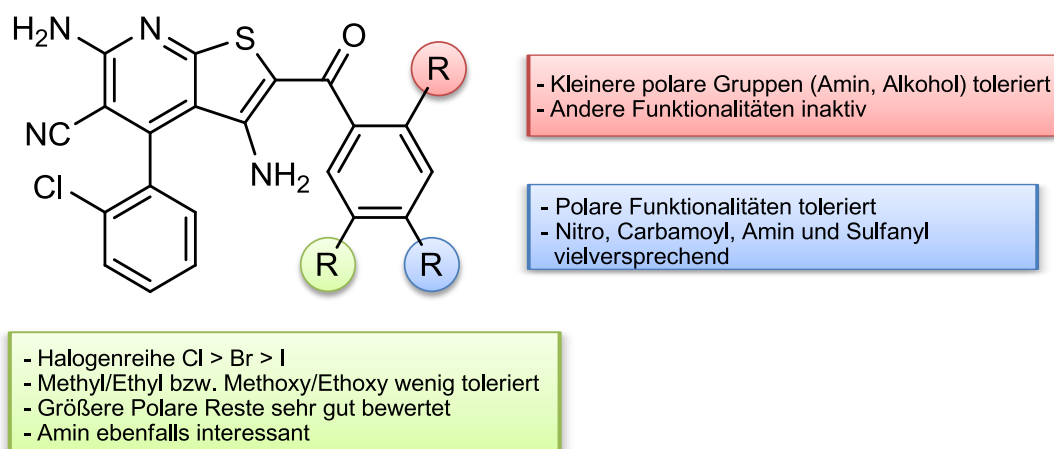 H₂N
N
S
O
R
NC
NH₂
Cl
R
R
- Kleinere polare Gruppen (Amin, Alkohol) toleriert
- Andere Funktionalitäten inaktiv
- Polare Funktionalitäten toleriert
- Nitro, Carbamoyl, Amin und Sulfanyl
vielversprechend
- Halogenreihe Cl > Br > I
- Methyl/Ethyl bzw. Methoxy/Ethoxy wenig toleriert
- Größere Polare Reste sehr gut bewertet
- Amin ebenfalls interessant